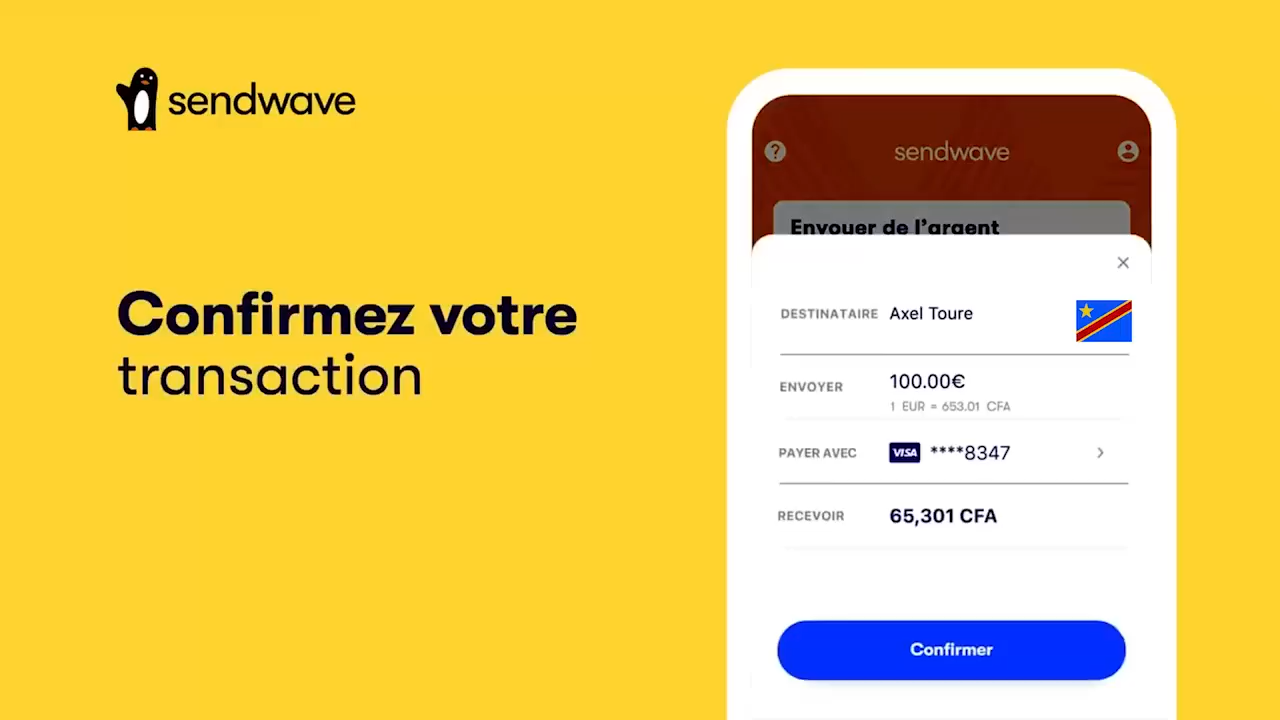 sendwave
Confirmez votre
transaction
sendwave
Envoyer de l'argent
DESTINATAIRE Axel Toure
ENVOYER 100.00€
1 EUR = 653.01 CFA
PAYER AVEC VISA ****8347
RECEVOIR 65,301 CFA
Confirmer